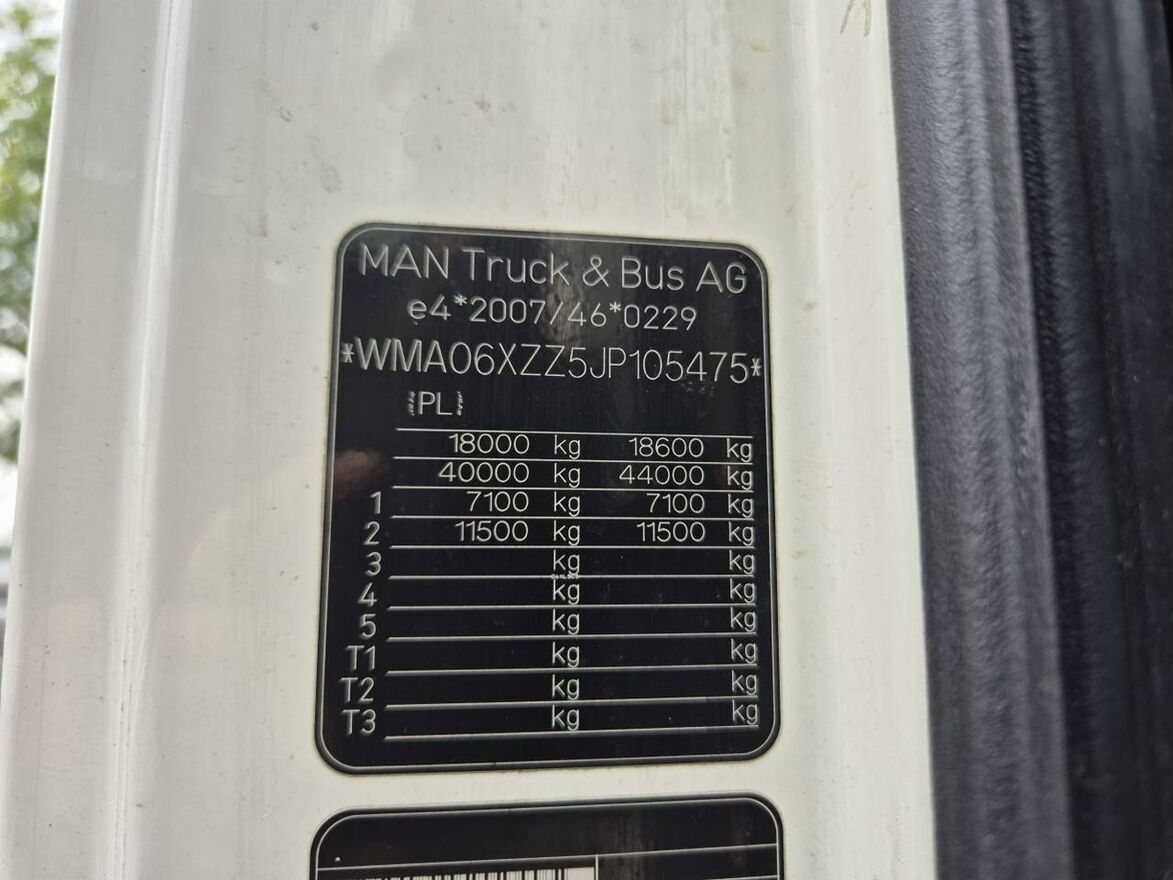 MAN Truck & Bus AG
e4*2007/46*0229
*WMA06XZZ5JP105475*
PL
18000 kg 18600 kg
40000 kg 44000 kg
1 7100 kg 7100 kg
2 11500 kg 11500 kg
3 kg kg
4 kg kg
5 kg kg
T1 kg kg
T2 kg kg
T3 kg kg